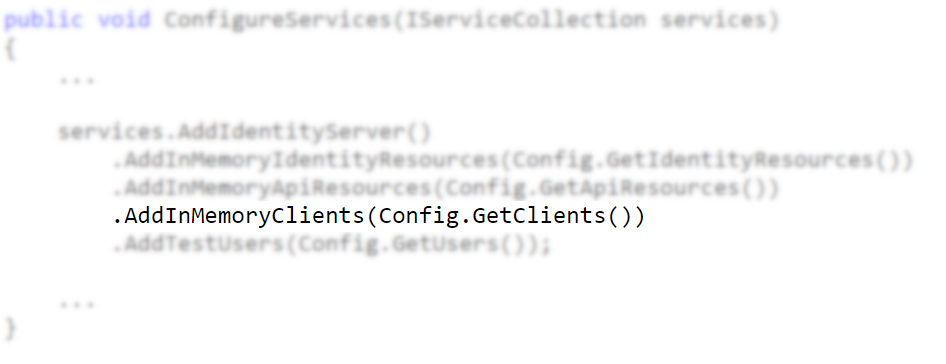 public void ConfigureServices(IServiceCollection services)
{
...
services.AddIdentityServer()
.AddInMemoryIdentityResources(Config.GetIdentityResources())
.AddInMemoryApiResources(Config.GetApiResources())
.AddInMemoryClients(Config.GetClients())
.AddTestUsers(Config.GetUsers());
...
}